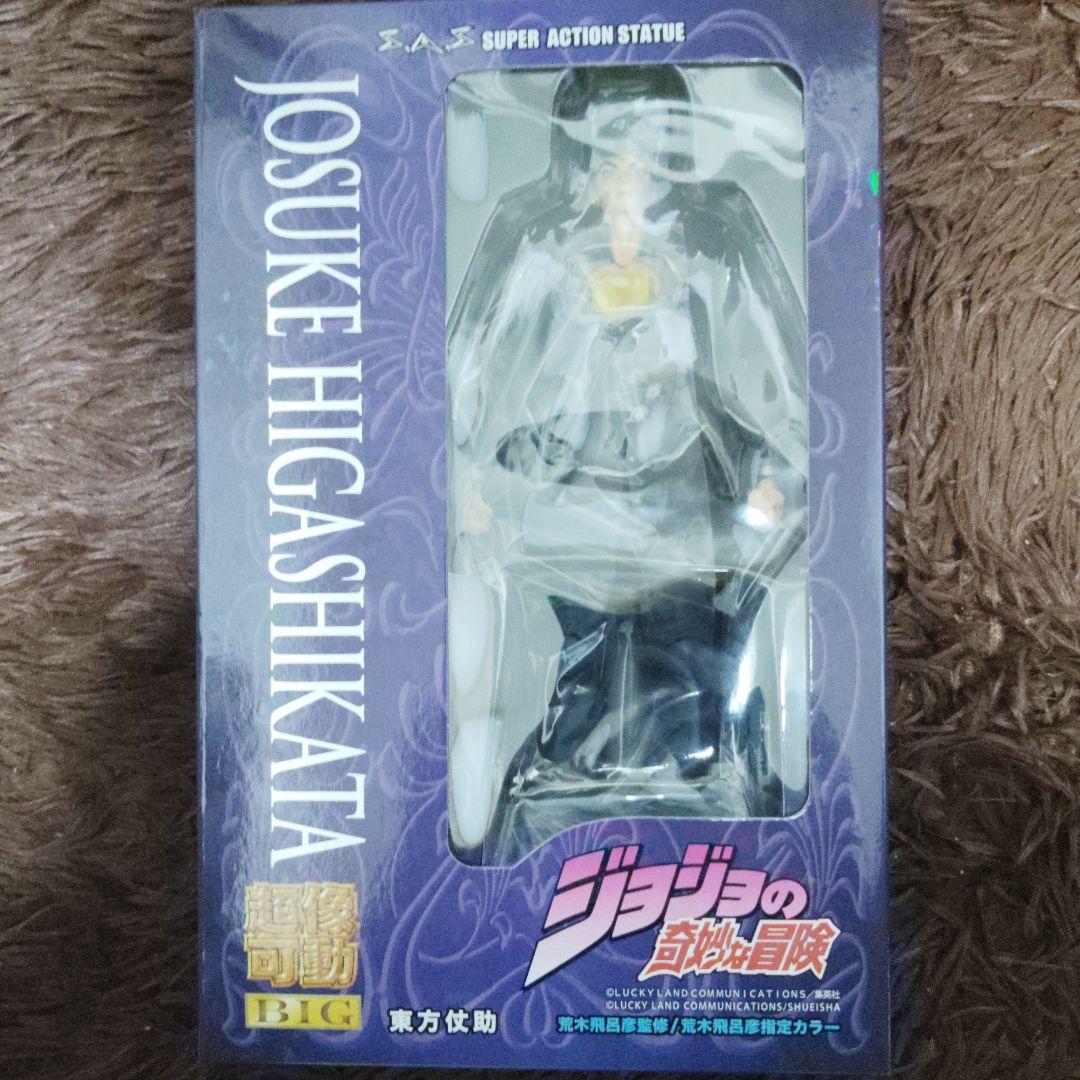 S.A.S SUPER ACTION STATUE
JOSUKE HIGASHIKATA
超像
可動
BIG
東方仗助
ジョジョの
奇妙な冒険
©LUCKY LAND COMMUNICATIONS/集英社
©LUCKY LAND COMMUNICATIONS/SHUEISHA
荒木飛呂彦監修/荒木飛呂彦指定カラー